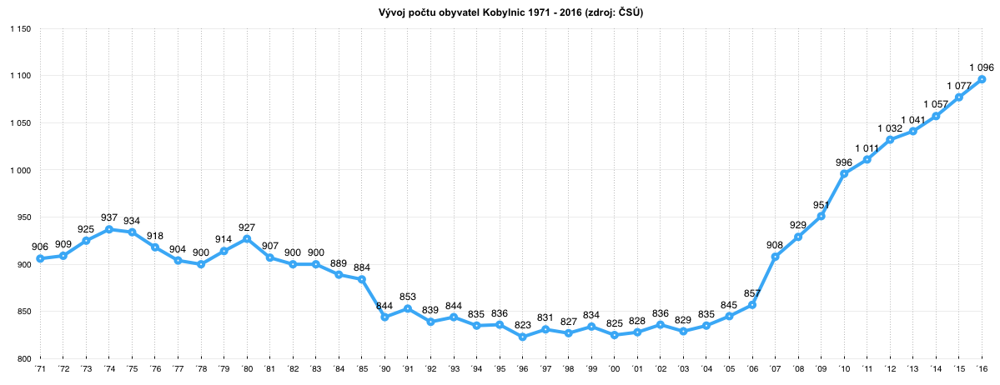 Vývoj počtu obyvatel Kobylnic 1971 - 2016 (zdroj: ČSÚ)
1 150
1 100
1 050
1 000
950
900
850
800
906 909 925 937 934 918 904 900 914 927 907 900 900 889 884 844 853 839 844 835 836 823 831 827 834 825 828 836 829 835 845 857 908 929 951 996 1 011 1 032 1 041 1 057 1 077 1 096
´71 ´72 ´73 ´74 ´75 ´76 ´77 ´78 ´79 ´80 ´81 ´82 ´83 ´84 ´85 ´90 ´91 ´92 ´93 ´94 ´95 ´96 ´97 ´98 ´99 ´00 ´01 ´02 ´03 ´04 ´05 ´06 ´07 ´08 ´09 ´10 ´11 ´12 ´13 ´14 ´15 ´16